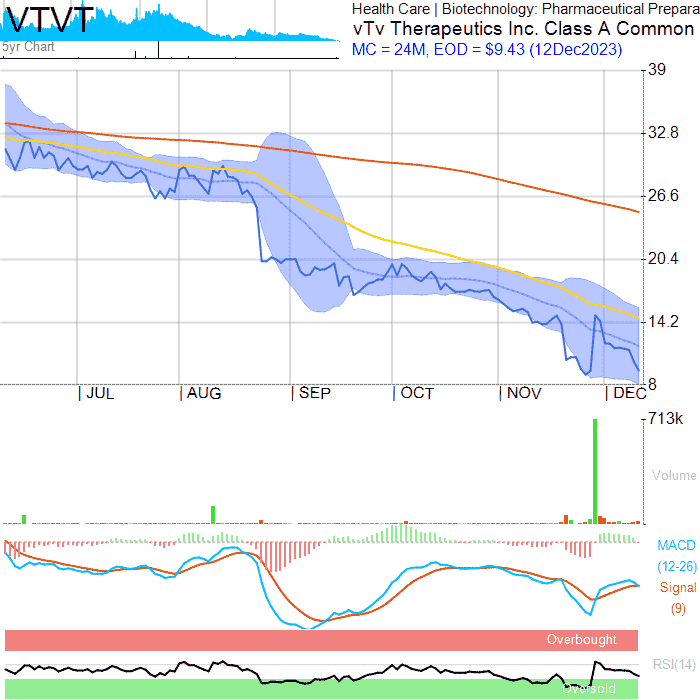 VTVT
5yr Chart
Health Care | Biotechnology: Pharmaceutical Prepara
vTv Therapeutics Inc. Class A Common
MC = 24M, EOD = $9.43 (12Dec2023)
39
32.8
26.6
20.4
14.2
8
| JUL | AUG | SEP | OCT | NOV | DEC
713k
Volume
MACD
(12-26)
Signal
(9)
Overbought
RSI(14)
Oversold